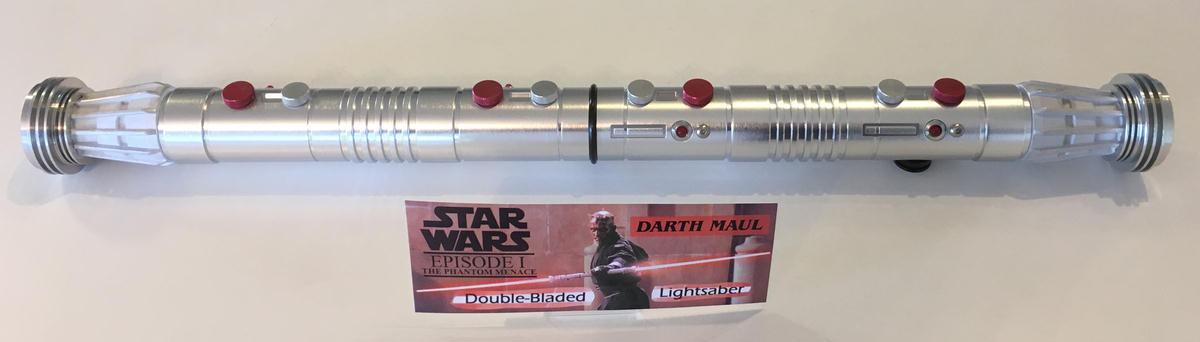 STAR
WARS
EPISODE I
THE PHANTOM MENACE
DARTH MAUL
Double-Bladed Lightsaber